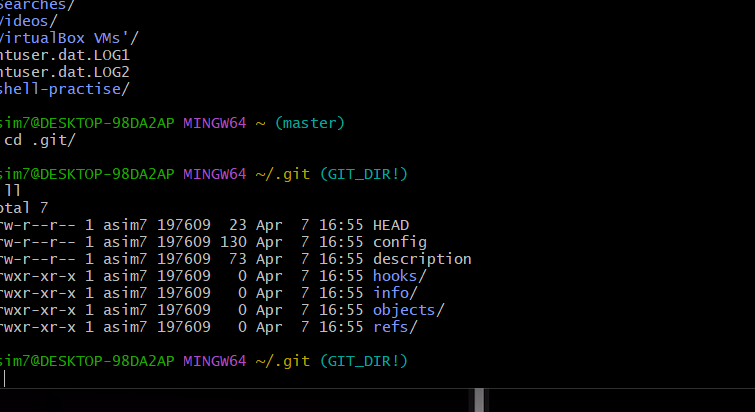 Searches/
Videos/
VirtualBox VMs'/
ntuser.dat.LOG1
ntuser.dat.LOG2
shell-practise/
sim7@DESKTOP-98DA2AP MINGW64 ~ (master)
cd .git/
sim7@DESKTOP-98DA2AP MINGW64 ~/.git (GIT_DIR!)
ll
otal 7
rw-r--r-- 1 asim7 197609 23 Apr 7 16:55 HEAD
rw-r--r-- 1 asim7 197609 130 Apr 7 16:55 config
rw-r--r-- 1 asim7 197609 73 Apr 7 16:55 description
rwxr-xr-x 1 asim7 197609 0 Apr 7 16:55 hooks/
rwxr-xr-x 1 asim7 197609 0 Apr 7 16:55 info/
rwxr-xr-x 1 asim7 197609 0 Apr 7 16:55 objects/
rwxr-xr-x 1 asim7 197609 0 Apr 7 16:55 refs/
sim7@DESKTOP-98DA2AP MINGW64 ~/.git (GIT_DIR!)